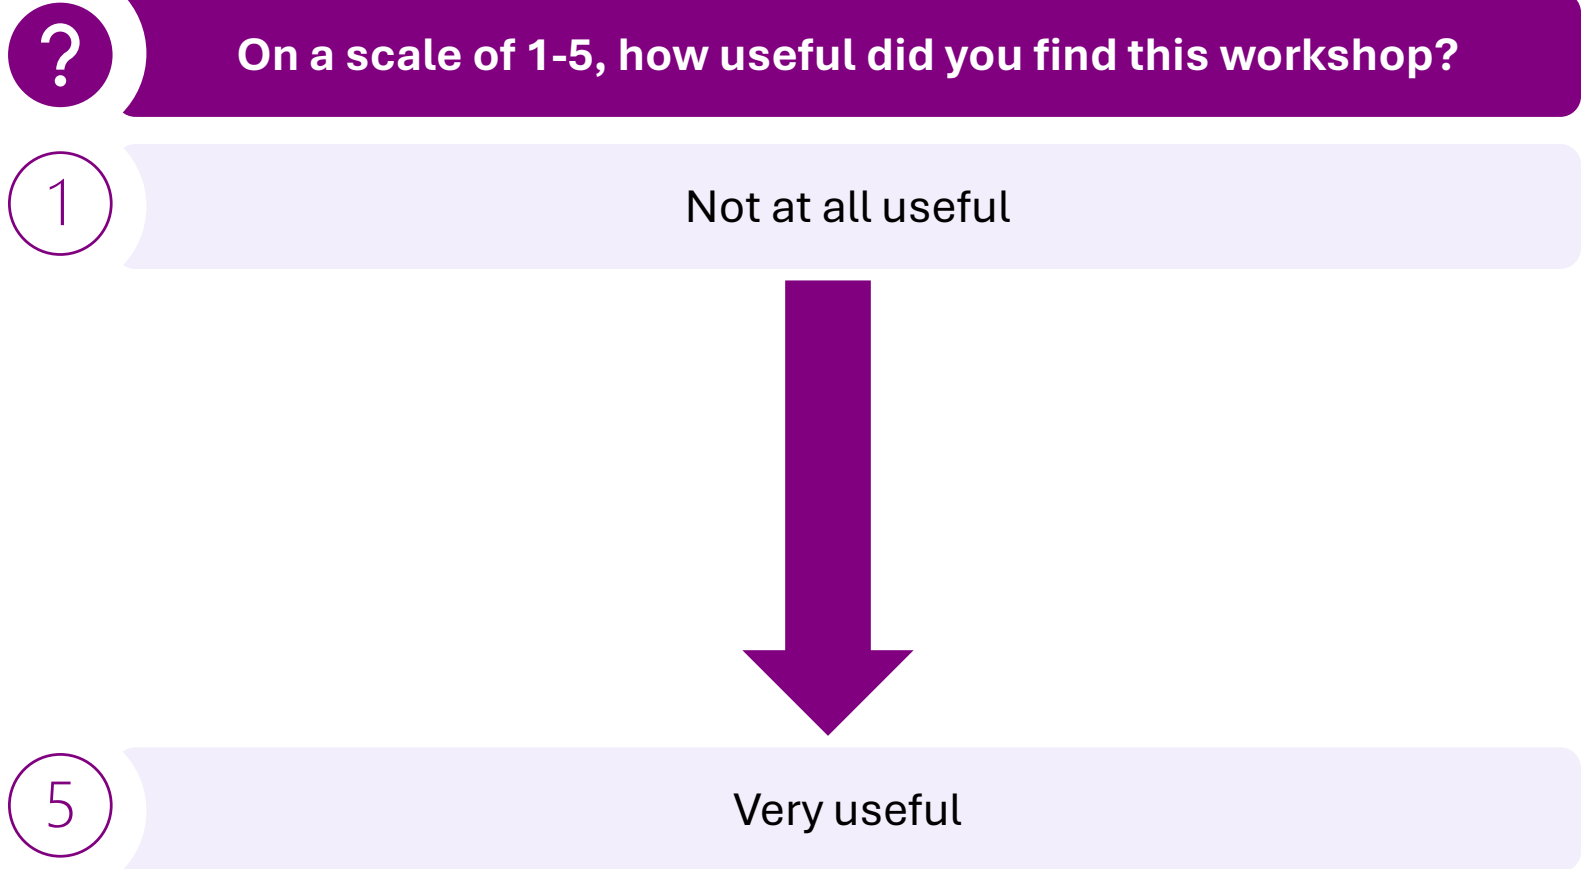 ?
On a scale of 1-5, how useful did you find this workshop?
1
Not at all useful
5
Very useful